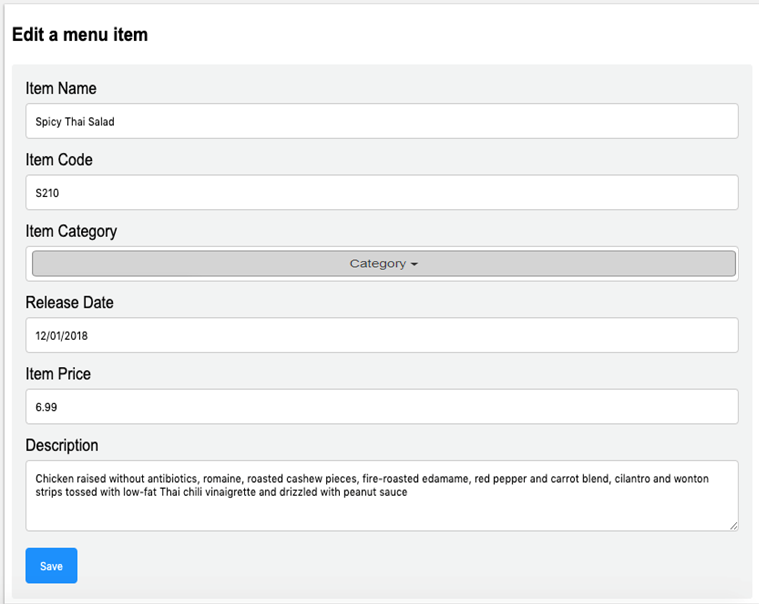 Edit a menu item
Item Name
Spicy Thai Salad
Item Code
S210
Item Category
Category
Release Date
12/01/2018
Item Price
6.99
Description
Chicken raised without antibiotics, romaine, roasted cashew pieces, fire-roasted edamame, red pepper and carrot blend, cilantro and wonton
strips tossed with low-fat Thai chili vinaigrette and drizzled with peanut sauce
Save